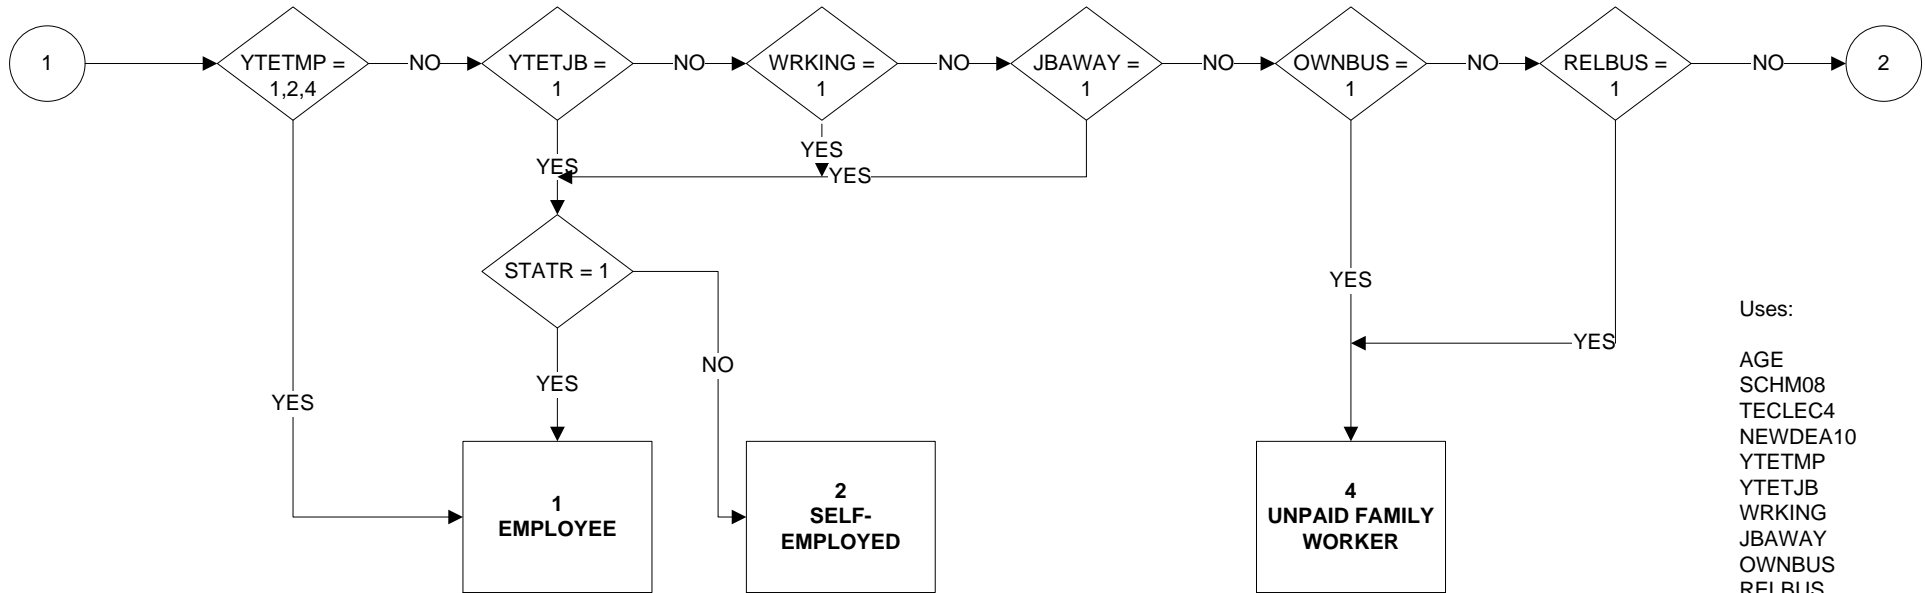 1
YTETMP =
1,2,4
NO
YTETJB =
1
NO
WRKING =
1
NO
JBAWAY =
1
NO
OWNBUS =
1
NO
RELBUS =
1
NO
2
YES
YES
YES
STATR = 1
YES
YES
NO
YES
YES
YES
1
EMPLOYEE
2
SELF-
EMPLOYED
4
UNPAID FAMILY
WORKER
Uses:
AGE
SCHM08
TECLEC4
NEWDEA10
YTETMP
YTETJB
WRKING
JBAWAY
OWNBUS
RELBUS